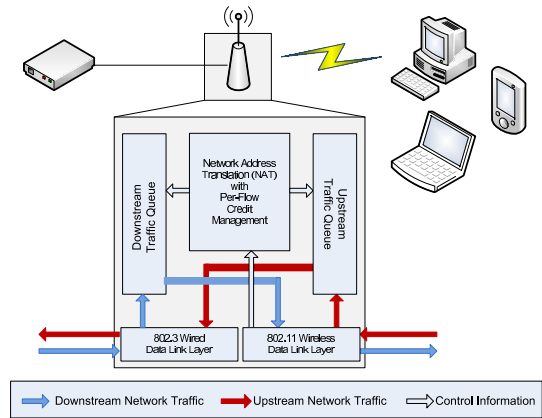 Downstream
Traffic Queue
Network Address
Translation (NAT)
with
Per-Flow
Credit
Management
Upstream
Traffic Queue
802.3 Wired
Data Link Layer
802.11 Wireless
Data Link Layer
Downstream Network Traffic
Upstream Network Traffic
Control Information